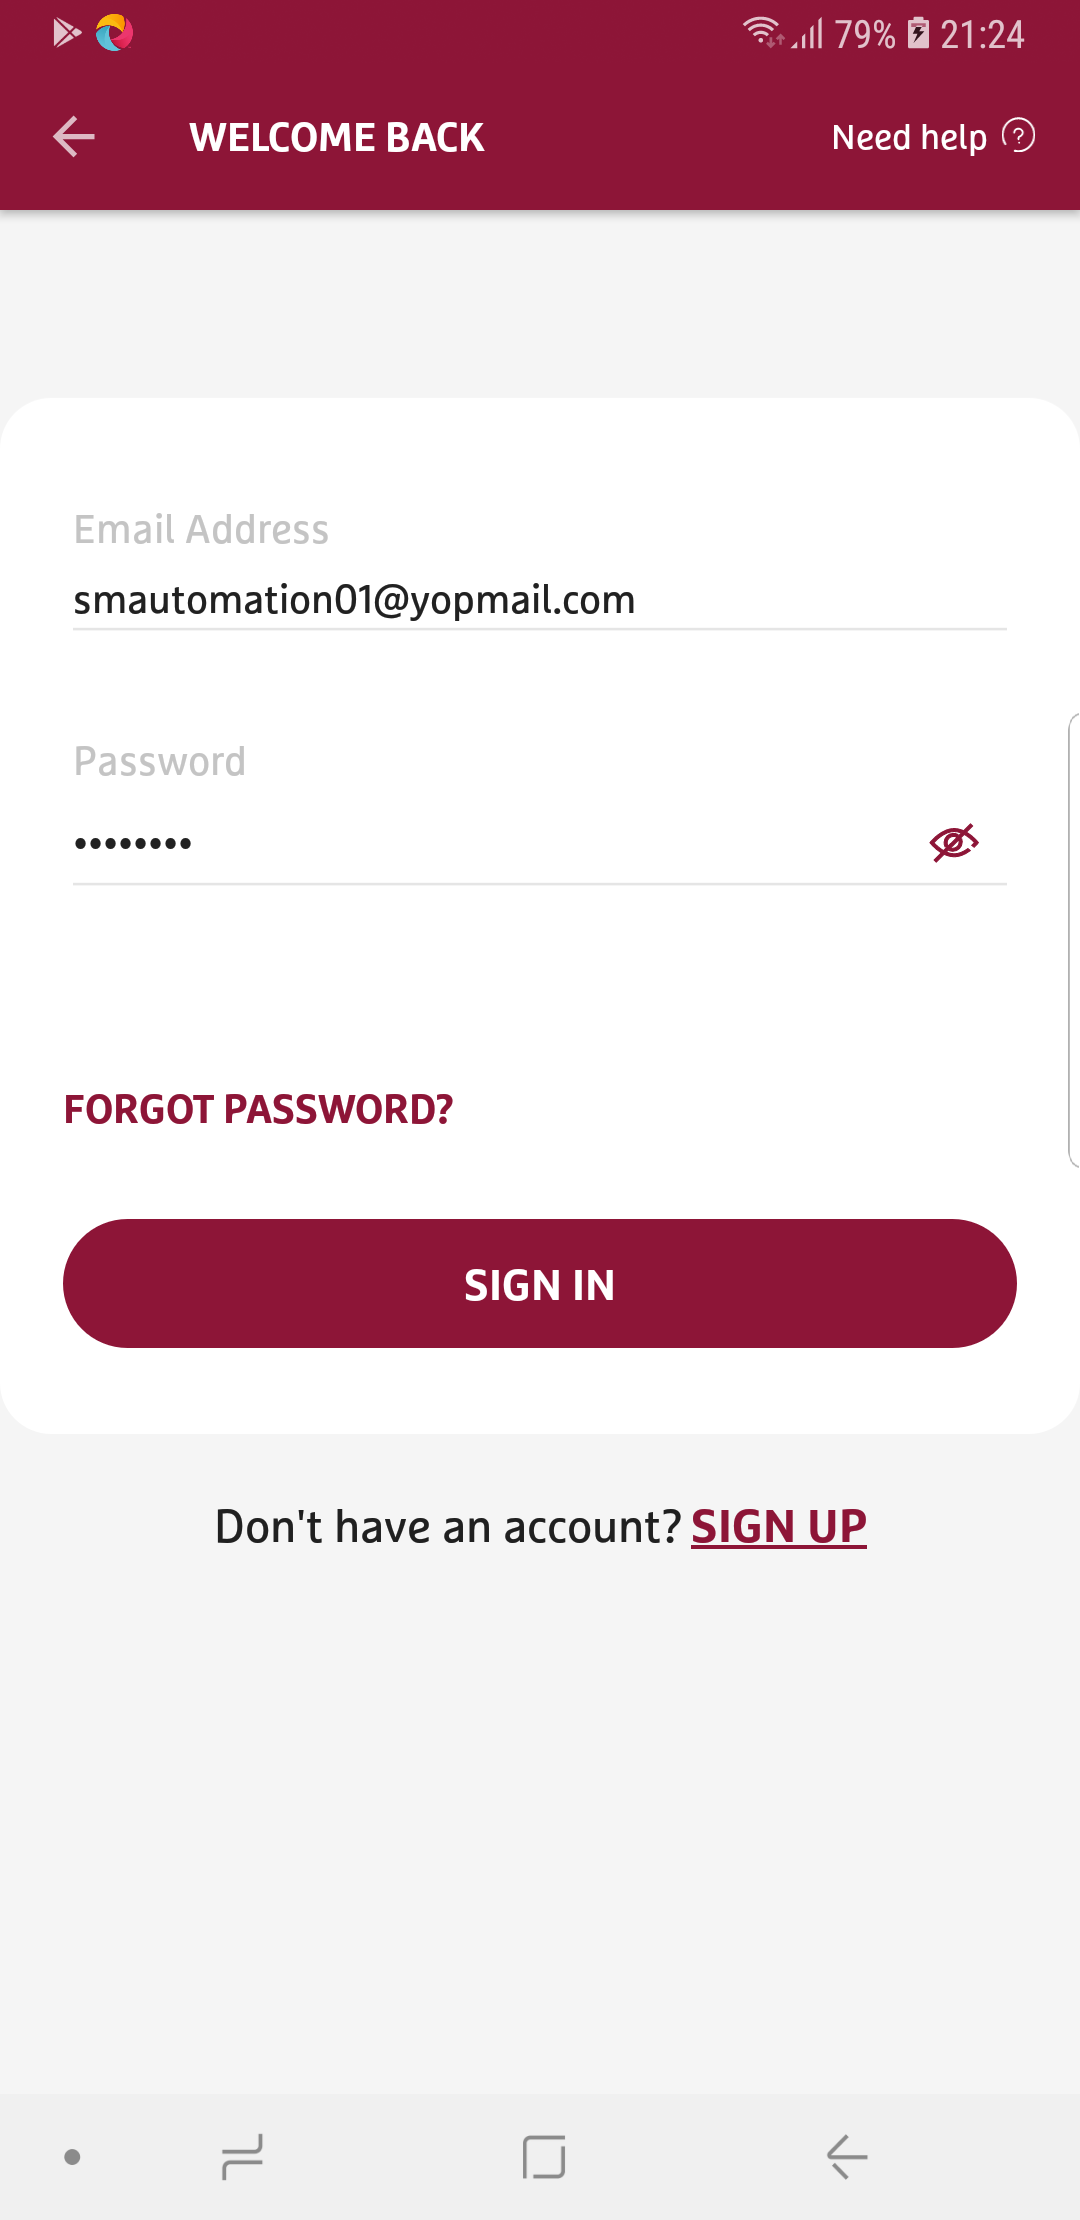 79% 21:24
WELCOME BACK
Need help ?
Email Address
smautomation01@yopmail.com
Password
••••••••
FORGOT PASSWORD?
SIGN IN
Don't have an account? SIGN UP